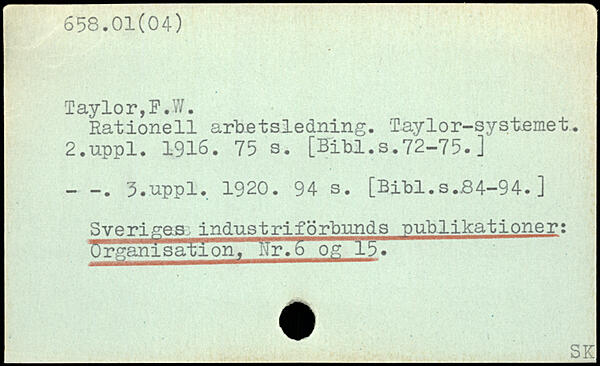 658.01(04)
Taylor,F.W.
Rationell arbetsledning. Taylor-systemet.
2.uppl. 1916. 75 s. [Bibl.s.72-75.]
- -. 3.uppl. 1920. 94 s. [Bibl.s.84-94.]
Sveriges industriförbunds publikationer:
Organisation, Nr.6 og 15.
SK